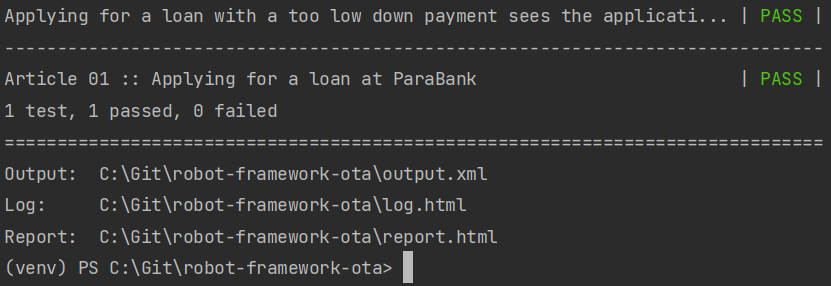 Applying for a loan with a too low down payment sees the applicati... | PASS |
------------------------------------------------------------------------------
Article 01 :: Applying for a loan at ParaBank                         | PASS |
1 test, 1 passed, 0 failed
==============================================================================
Output:  C:\Git\robot-framework-ota\output.xml
Log:     C:\Git\robot-framework-ota\log.html
Report:  C:\Git\robot-framework-ota\report.html
(venv) PS C:\Git\robot-framework-ota>